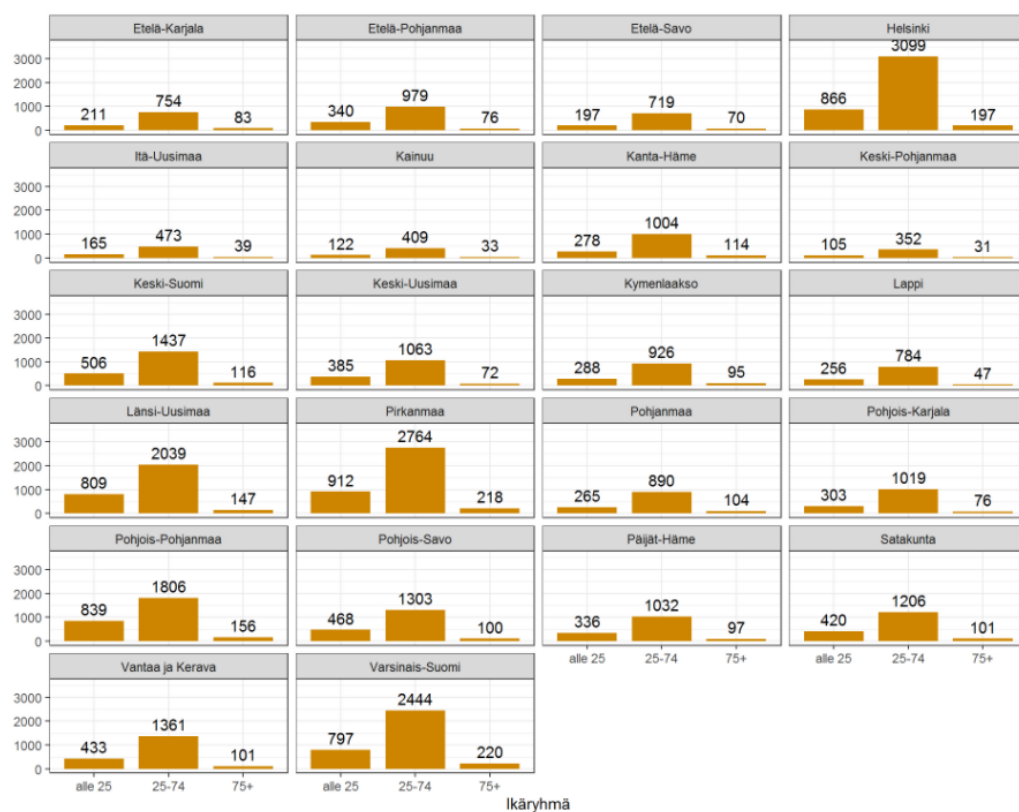 Etelä-Karjala Etelä-Pohjanmaa Etelä-Savo Helsinki
3000
2000
1000
0
211 754 83 340 979 76 197 719 70 866 3099 197
Itä-Uusimaa Kainuu Kanta-Häme Keski-Pohjanmaa
3000
2000
1000
0
165 473 39 122 409 33 278 1004 114 105 352 31
Keski-Suomi Keski-Uusimaa Kymenlaakso Lappi
3000
2000
1000
0
506 1437 116 385 1063 72 288 926 95 256 784 47
Länsi-Uusimaa Pirkanmaa Pohjanmaa Pohjois-Karjala
3000
2000
1000
0
809 2039 147 912 2764 218 265 890 104 303 1019 76
Pohjois-Pohjanmaa Pohjois-Savo Päijät-Häme Satakunta
3000
2000
1000
0
839 1806 156 468 1303 100 336 1032 97 420 1206 101
alle 25 25-74 75+ alle 25 25-74 75+
Vantaa ja Kerava Varsinais-Suomi
3000
2000
1000
0
433 1361 101 797 2444 220
alle 25 25-74 75+ alle 25 25-74 75+
Ikäryhmä